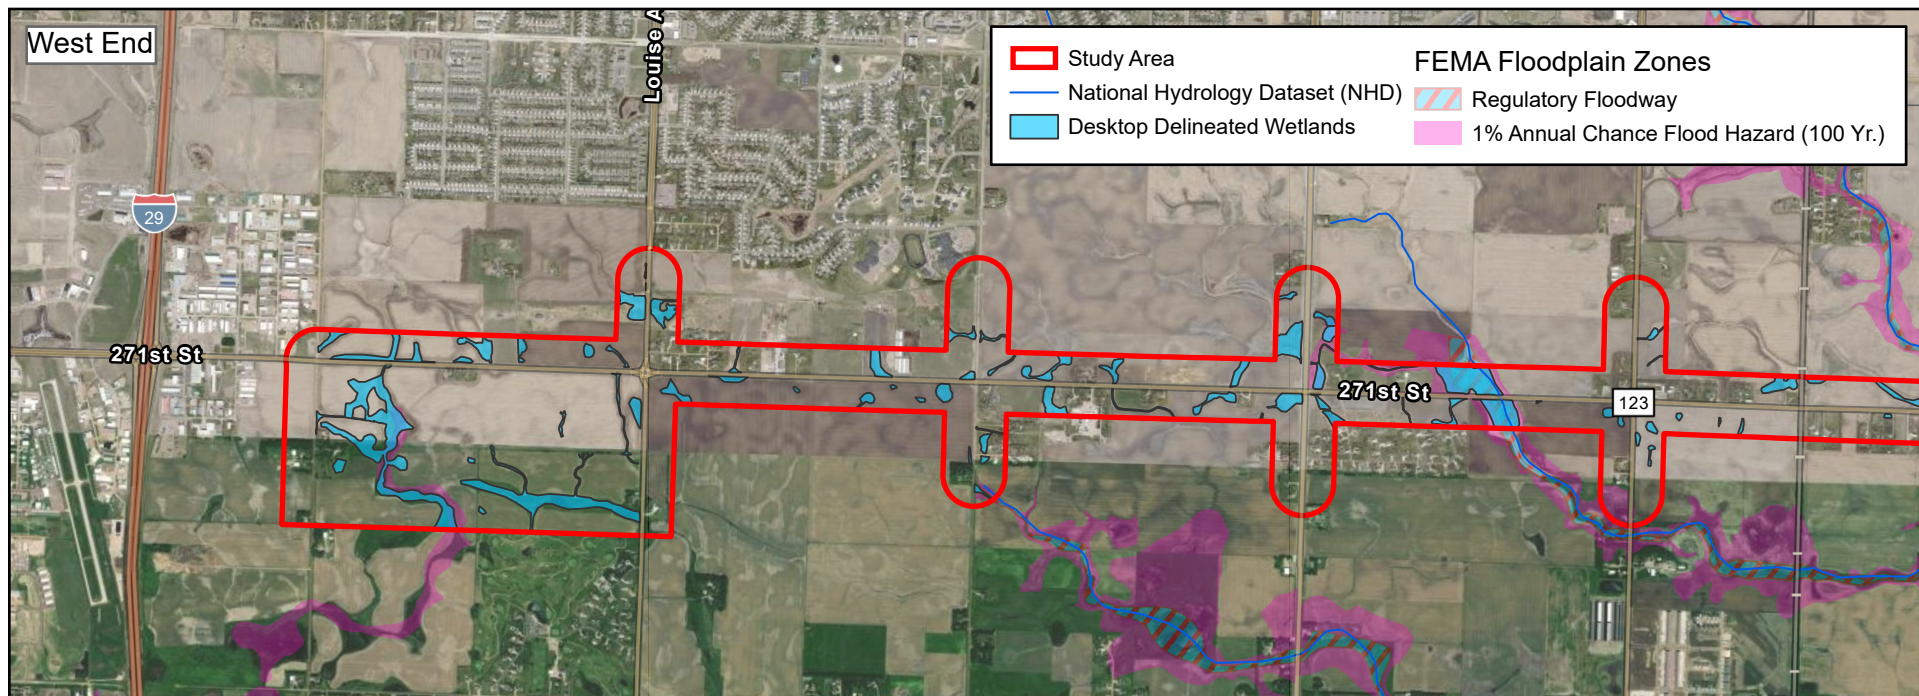 West End
Louise A
Study Area
National Hydrology Dataset (NHD)
Desktop Delineated Wetlands
FEMA Floodplain Zones
Regulatory Floodway
1% Annual Chance Flood Hazard (100 Yr.)
29
271st St
271st St
123